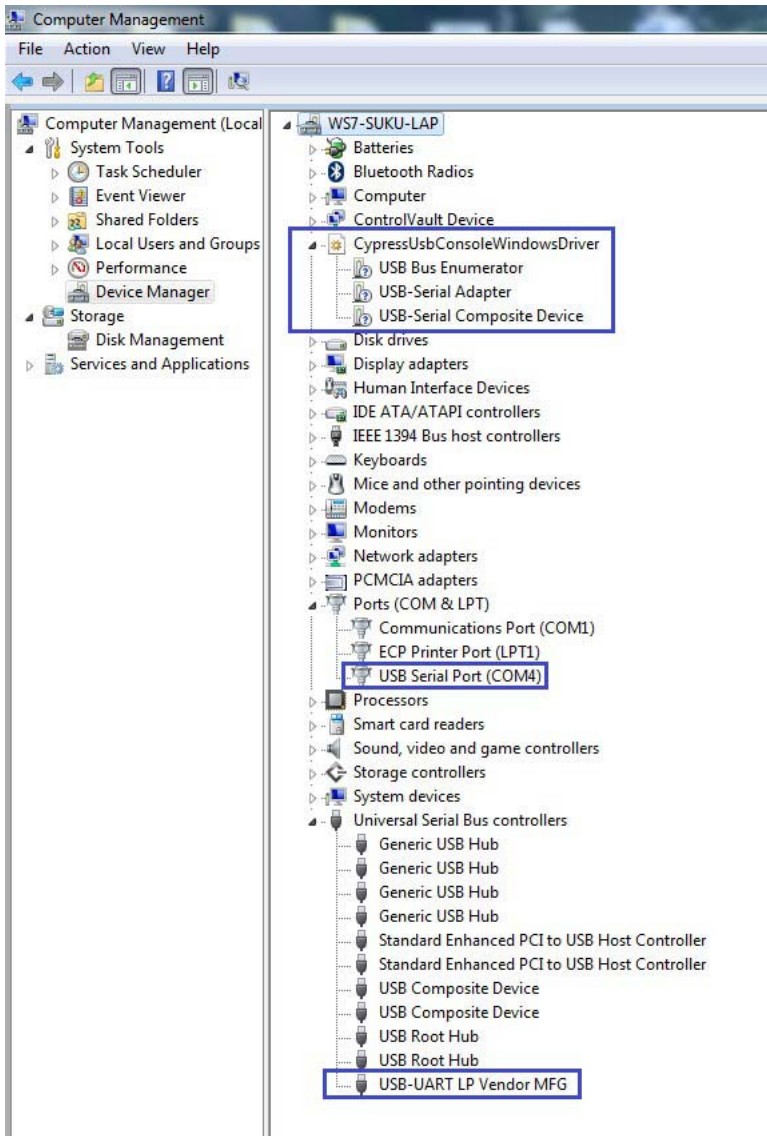 Computer Management
File Action View Help
Computer Management (Local
System Tools
Task Scheduler
Event Viewer
Shared Folders
Local Users and Groups
Performance
Device Manager
Storage
Disk Management
Services and Applications
WS7-SUKU-LAP
Batteries
Bluetooth Radios
Computer
ControlVault Device
CypressUsbConsoleWindowsDriver
USB Bus Enumerator
USB-Serial Adapter
USB-Serial Composite Device
Disk drives
Display adapters
Human Interface Devices
IDE ATA/ATAPI controllers
IEEE 1394 Bus host controllers
Keyboards
Mice and other pointing devices
Modems
Monitors
Network adapters
PCMCIA adapters
Ports (COM & LPT)
Communications Port (COM1)
ECP Printer Port (LPT1)
USB Serial Port (COM4)
Processors
Smart card readers
Sound, video and game controllers
Storage controllers
System devices
Universal Serial Bus controllers
Generic USB Hub
Generic USB Hub
Generic USB Hub
Generic USB Hub
Standard Enhanced PCI to USB Host Controller
Standard Enhanced PCI to USB Host Controller
USB Composite Device
USB Composite Device
USB Root Hub
USB Root Hub
USB-UART LP Vendor MFG